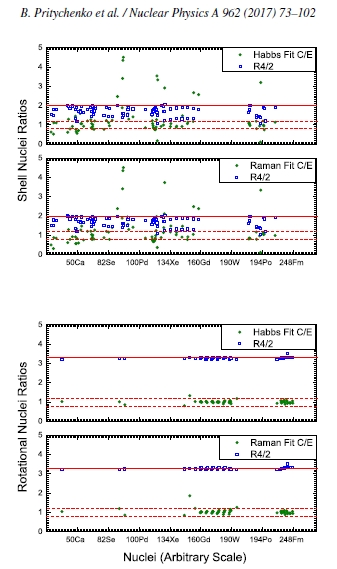 B. Pritychenko et al. / Nuclear Physics A 962 (2017) 73–102
5
4
3
2
1
0
Habbs Fit C/E
R4/2
Shell Nuclei Ratios
5
4
3
2
1
0
Raman Fit C/E
R4/2
50Ca 82Se 100Pd 134Xe 160Gd 190W 194Po 248Fm
5
4
3
2
1
0
Habbs Fit C/E
R4/2
Rotational Nuclei Ratios
5
4
3
2
1
0
Raman Fit C/E
R4/2
50Ca 82Se 100Pd 134Xe 160Gd 190W 194Po 248Fm
Nuclei (Arbitrary Scale)